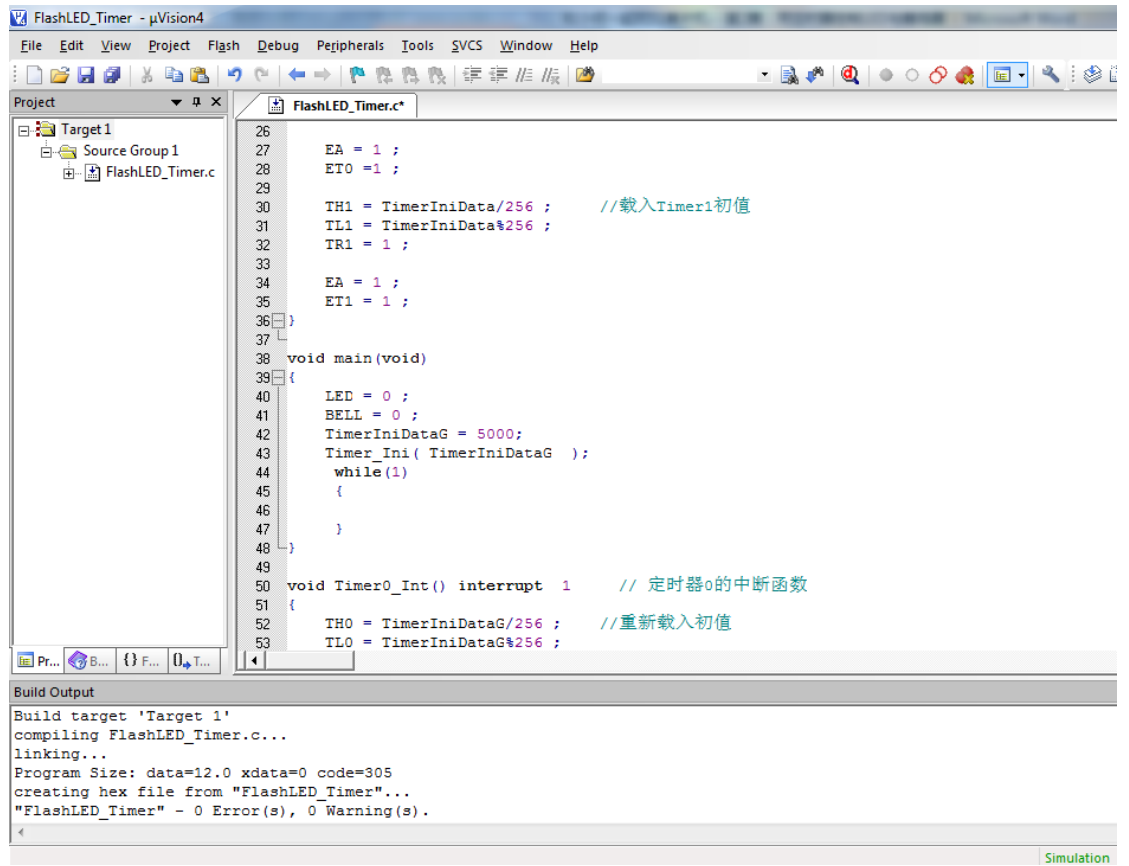 FlashLED_Timer - µVision4
File Edit View Project Flash Debug Peripherals Tools SVCS Window Help
Project
FlashLED_Timer.c*
Target 1
Source Group 1
FlashLED_Timer.c
26
27 EA = 1 ;
28 ET0 =1 ;
29
30 TH1 = TimerIniData/256 ; //载入Timer1初值
31 TL1 = TimerIniData%256 ;
32 TR1 = 1 ;
33
34 EA = 1 ;
35 ET1 = 1 ;
36 }
37
38 void main(void)
39 {
40 LED = 0 ;
41 BELL = 0 ;
42 TimerIniDataG = 5000;
43 Timer_Ini( TimerIniDataG );
44 while(1)
45 {
46
47 }
48 }
49
50 void Timer0_Int() interrupt 1 // 定时器0的中断函数
51 {
52 TH0 = TimerIniDataG/256 ; //重新载入初值
53 TL0 = TimerIniDataG%256 ;
Pr... B... {} F... 0 T...
Build Output
Build target 'Target 1'
compiling FlashLED_Timer.c...
linking...
Program Size: data=12.0 xdata=0 code=305
creating hex file from "FlashLED_Timer"...
"FlashLED_Timer" - 0 Error(s), 0 Warning(s).
Simulation